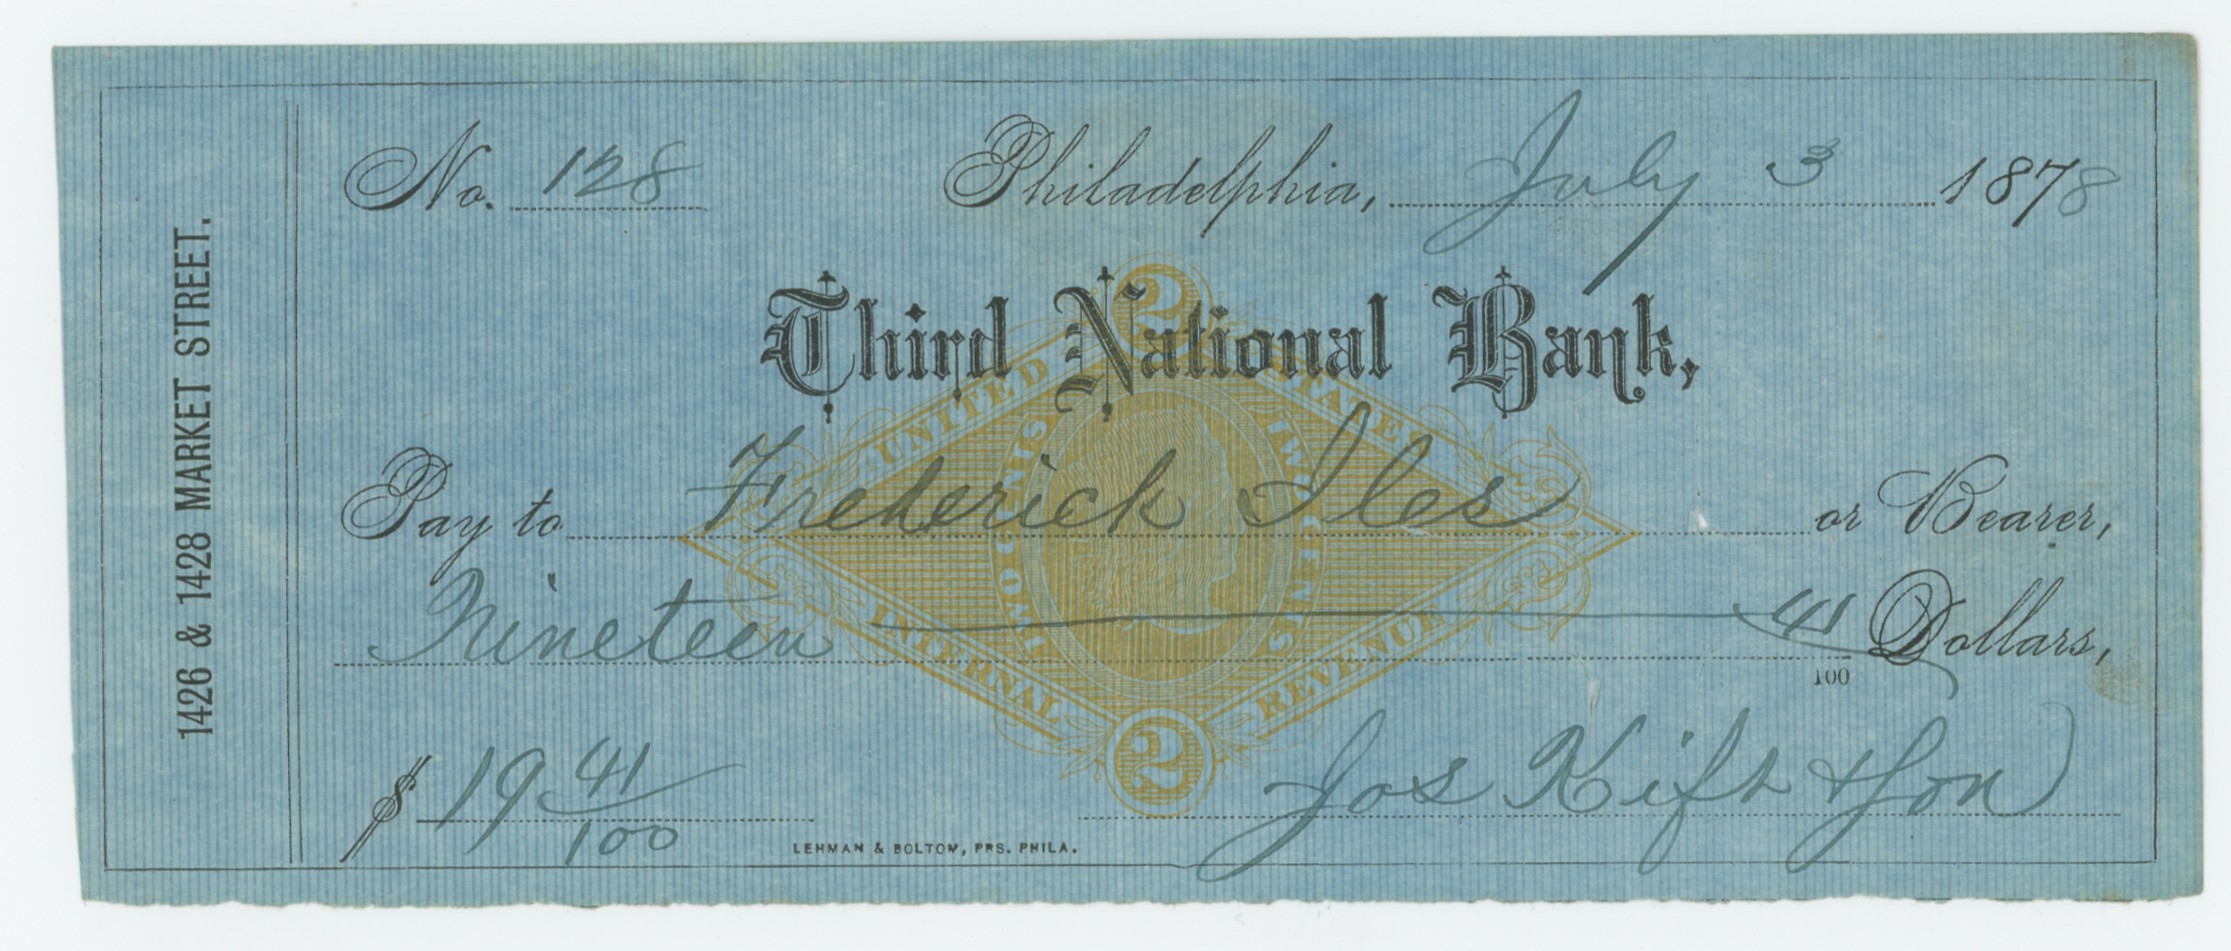 1426 & 1428 MARKET STREET.
No. 128 Philadelphia, July 3 1878
Third National Bank,
2
UNITED STATES
TWO CENTS
Pay to Frederick Iles or Bearer,
Nineteen 41/100 Dollars,
INTERNAL REVENUE
2
$ 19 41/100 Jos Kift & Son
LEHMAN & BOLTON, PRS. PHILA.